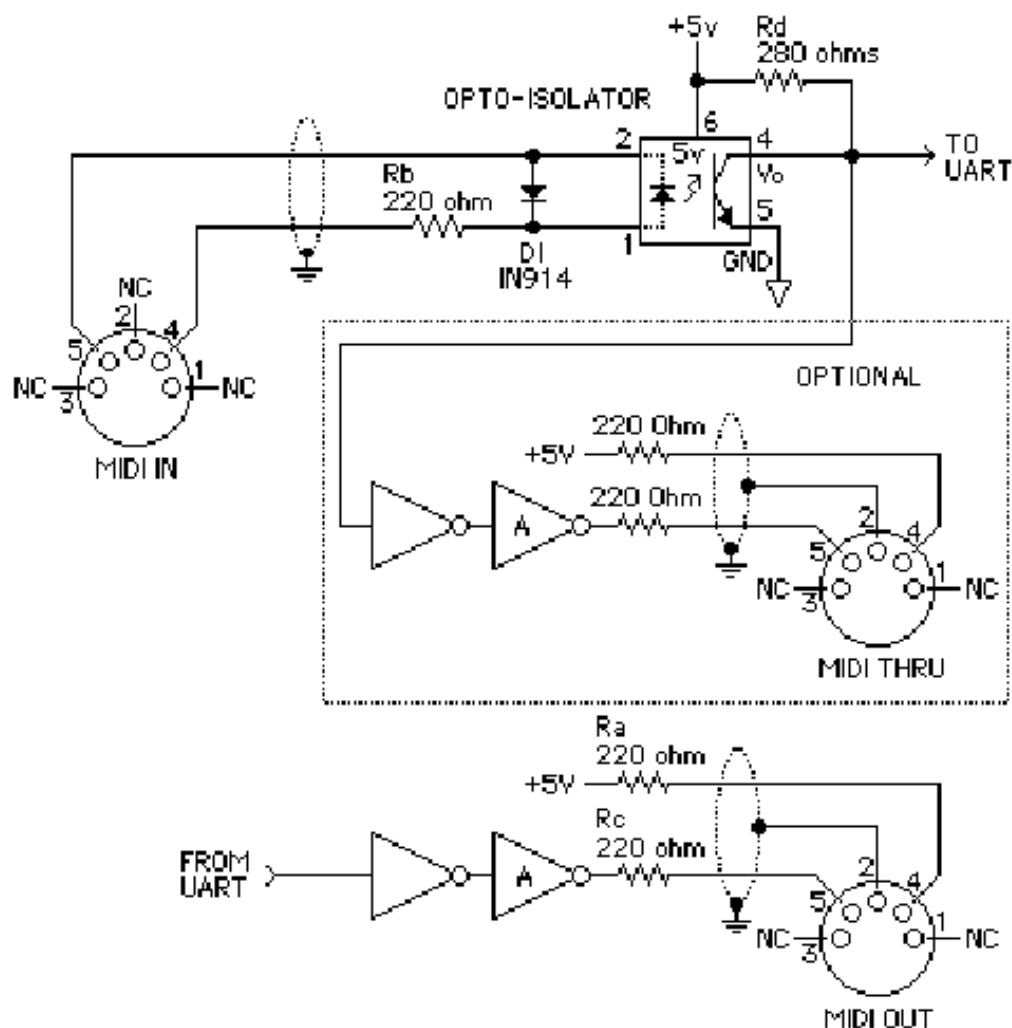 +5v
Rd
280 ohms
OPTO-ISOLATOR
6
2
5v
4
Vo
TO
UART
Rb
220 ohm
5
1
D1
IN914
GND
NC
2
5
4
NC
3
1
NC
MIDI IN
OPTIONAL
220 Ohm
+5V
220 Ohm
A
2
5
4
NC
3
1
NC
MIDI THRU
Ra
220 ohm
+5V
Rc
220 ohm
FROM
UART
A
2
5
4
NC
3
1
NC
MIDI OUT